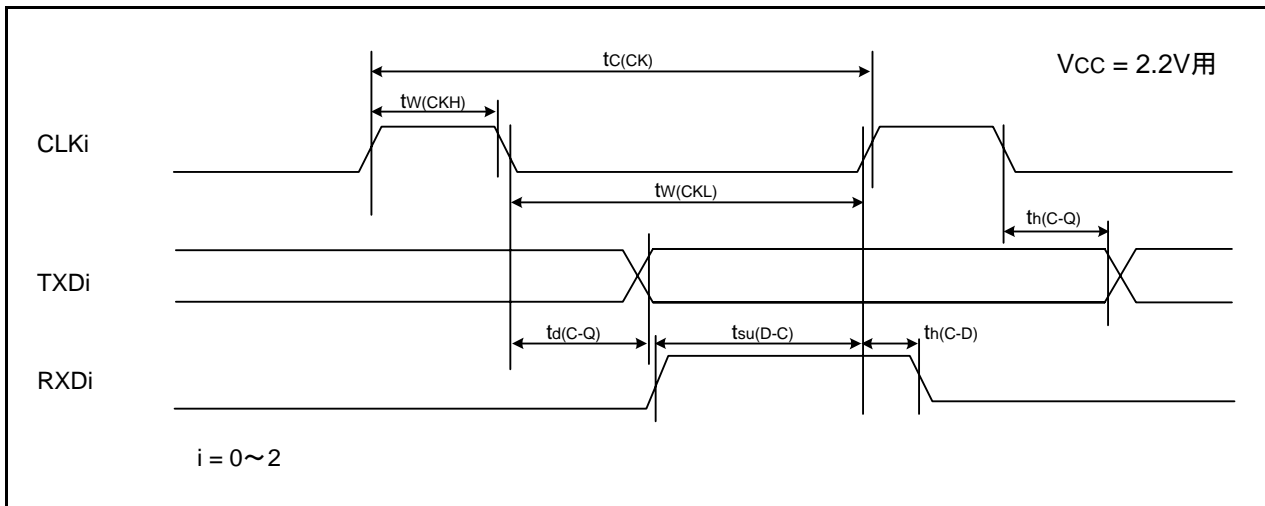 tC(CK)
VCC = 2.2V用
tW(CKH)
CLKi
tW(CKL)
th(C-Q)
TXDi
td(C-Q)
tsu(D-C)
th(C-D)
RXDi
i = 0～2